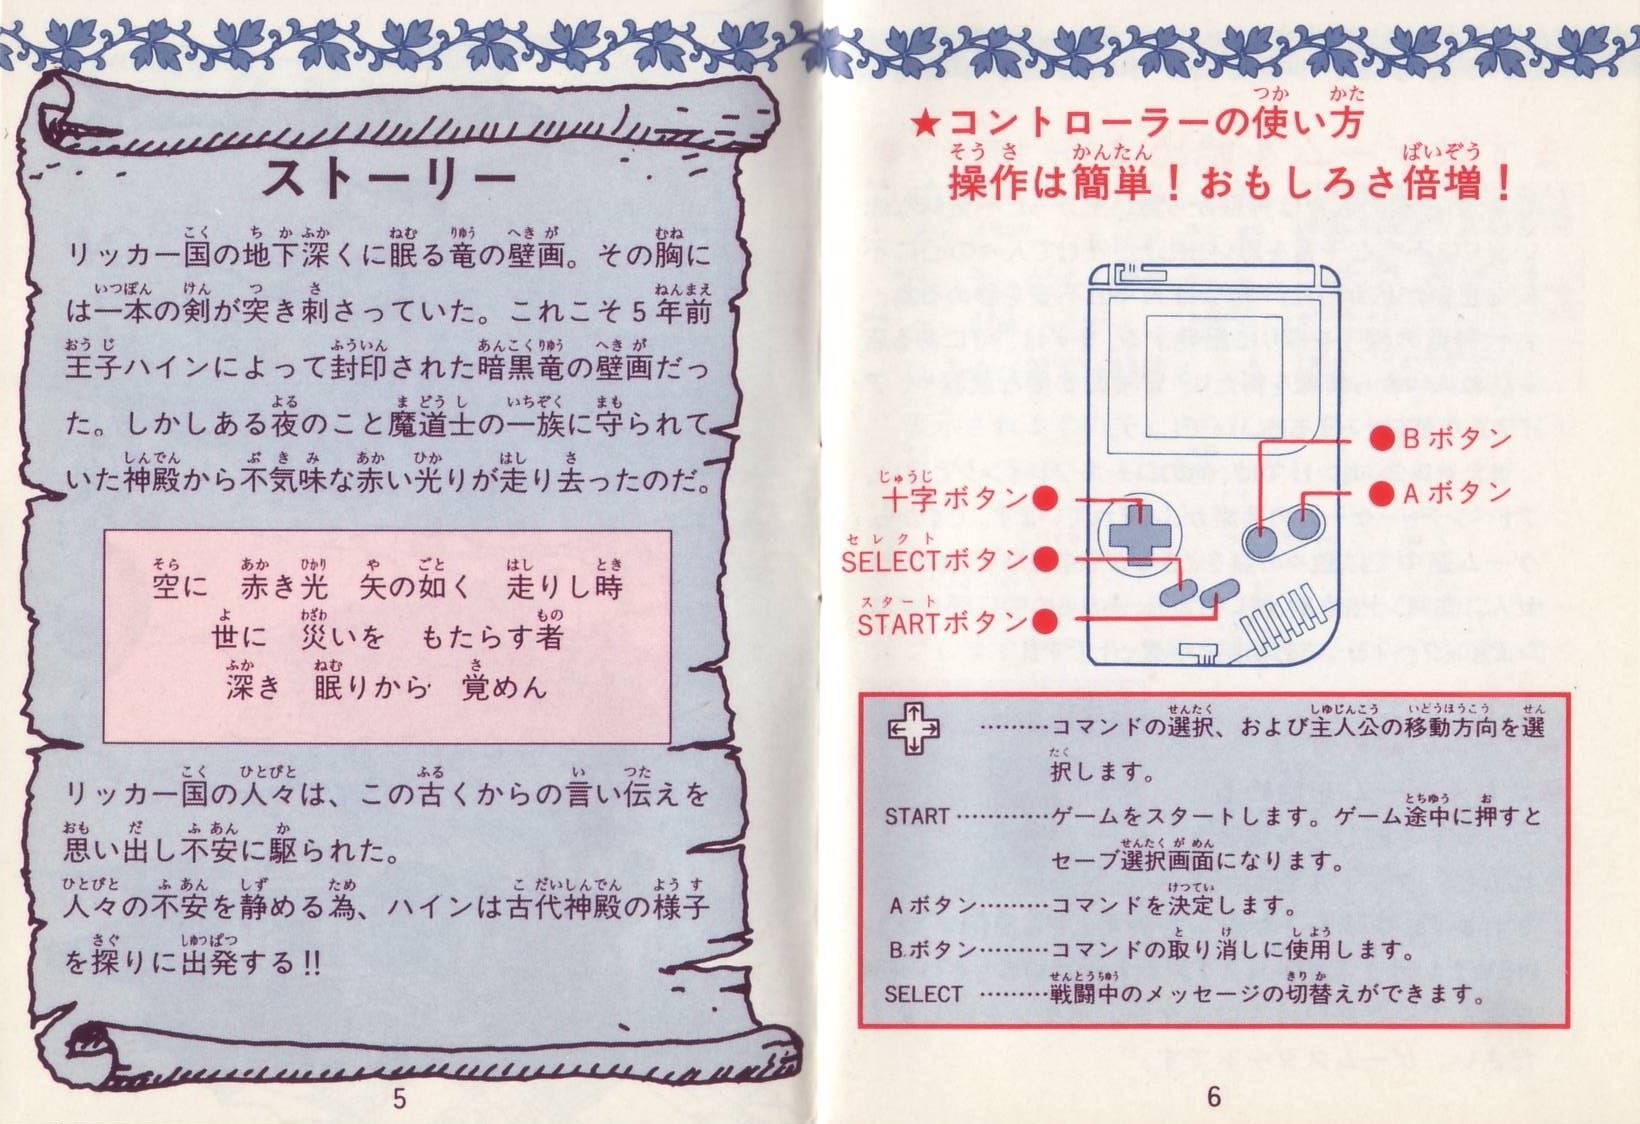 ストーリー
リッカー国の地下深くに眠る竜の壁画。その胸に
は一本の剣が突き刺さっていた。これこそ5年前
王子ハインによって封印された暗黒竜の壁画だっ
た。しかしある夜のこと魔道士の一族に守られて
いた神殿から不気味な赤い光りが走り去ったのだ。
空に 赤き光 矢の如く 走りし時
世に 災いを もたらす者
深き 眠りから 覚めん
リッカー国の人々は、この古くからの言い伝えを
思い出し不安に駆られた。
人々の不安を静める為、ハインは古代神殿の様子
を探りに出発する!!
5
★コントローラーの使い方
操作は簡単！おもしろさ倍増！
●Bボタン
●Aボタン
十字ボタン●
SELECTボタン●
STARTボタン●
………コマンドの選択、および主人公の移動方向を選
択します。
START…………ゲームをスタートします。ゲーム途中に押すと
セーブ選択画面になります。
Aボタン………コマンドを決定します。
B.ボタン………コマンドの取り消しに使用します。
SELECT………戦闘中のメッセージの切替えができます。
6